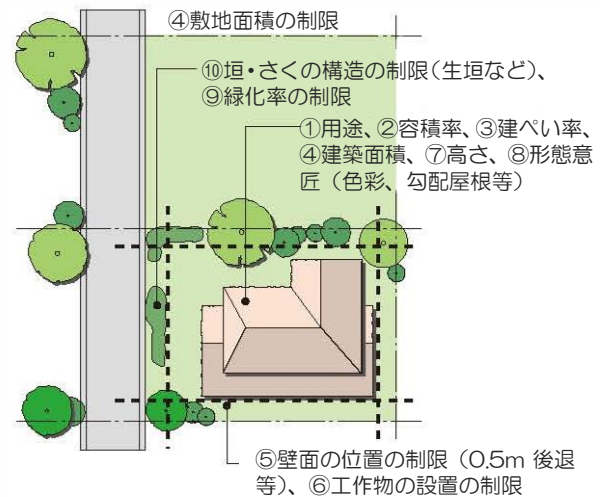 ④敷地面積の制限
⑩垣・さくの構造の制限（生垣など）、
⑨緑化率の制限
①用途、②容積率、③建ぺい率、
④建築面積、⑦高さ、⑧形態意
匠（色彩、勾配屋根等）
⑤壁面の位置の制限（0.5m 後退
等）、⑥工作物の設置の制限